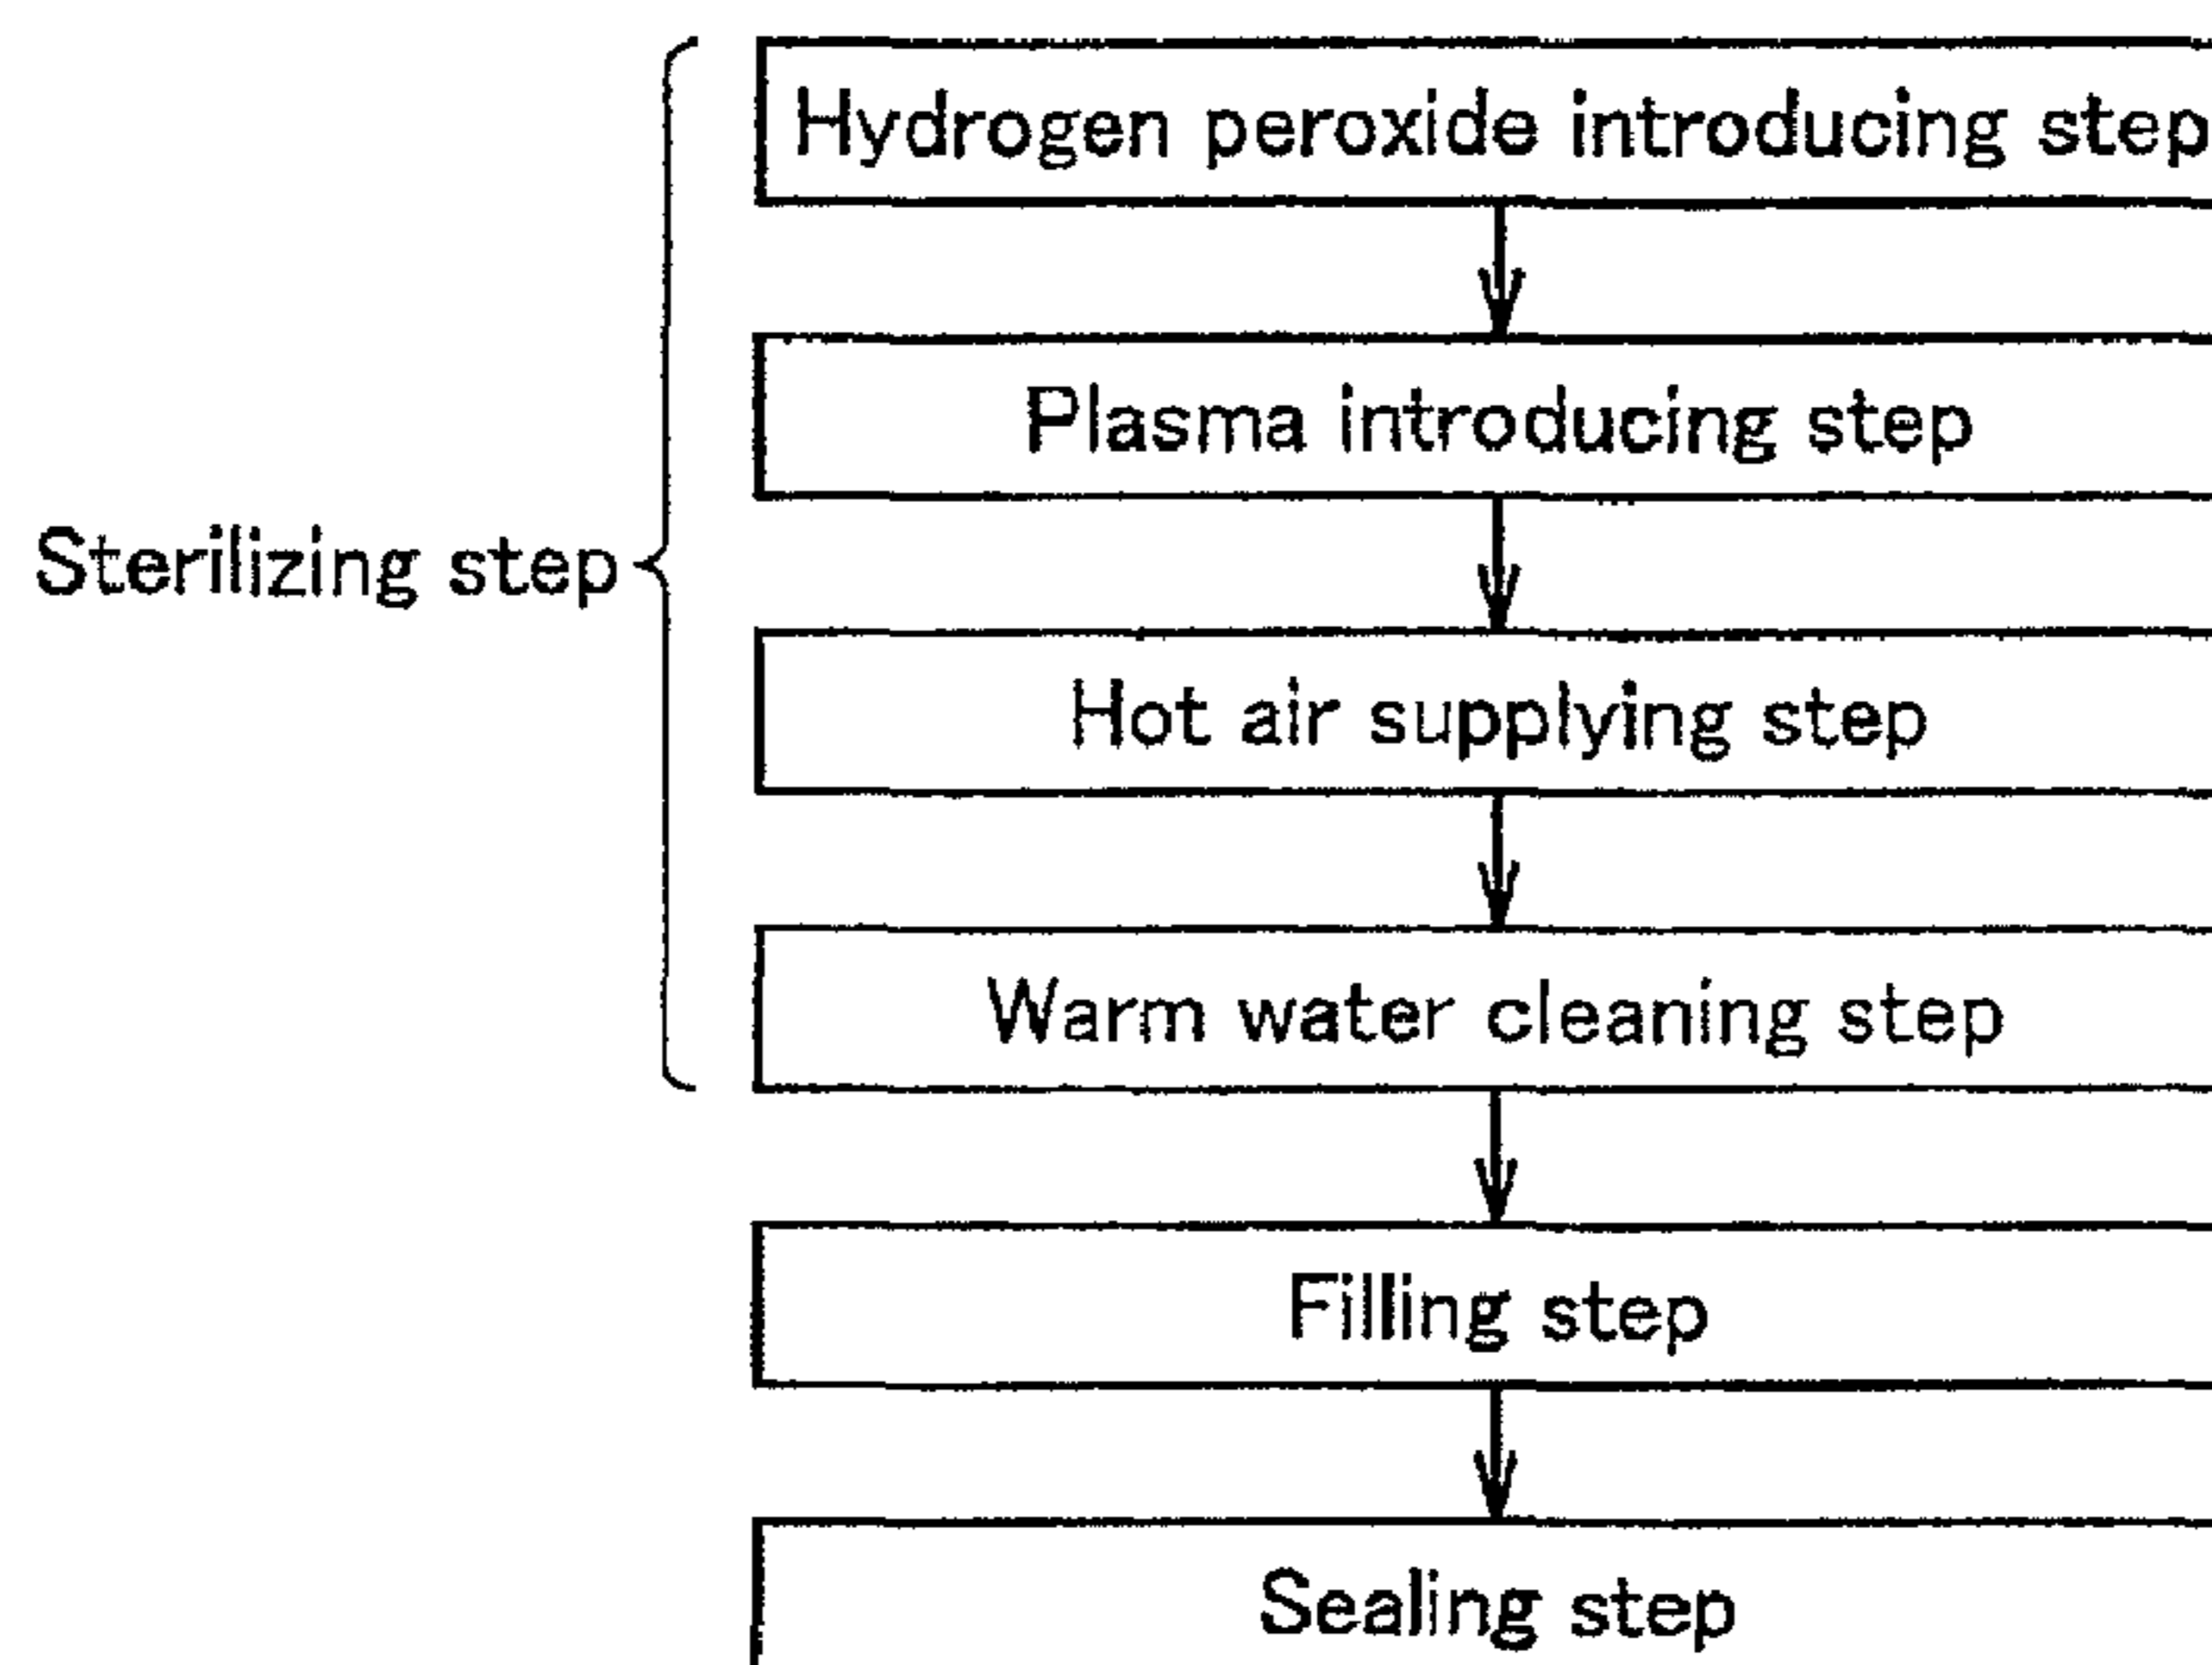 Hydrogen peroxide introducing step
Plasma introducing step
Sterilizing step
Hot air supplying step
Warm water cleaning step
Filling step
Sealing step